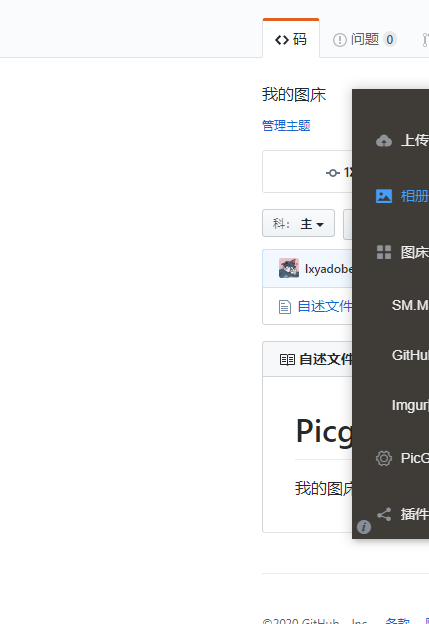 码
问题 0
我的图床
管理主题
科： 主
lxyadobe
自述文件
自述文件
Picg
我的图床
上传
相册
图床
SM.M
GitHu
Imgur
PicG
插件
©2020 GitHub, Inc. 条款